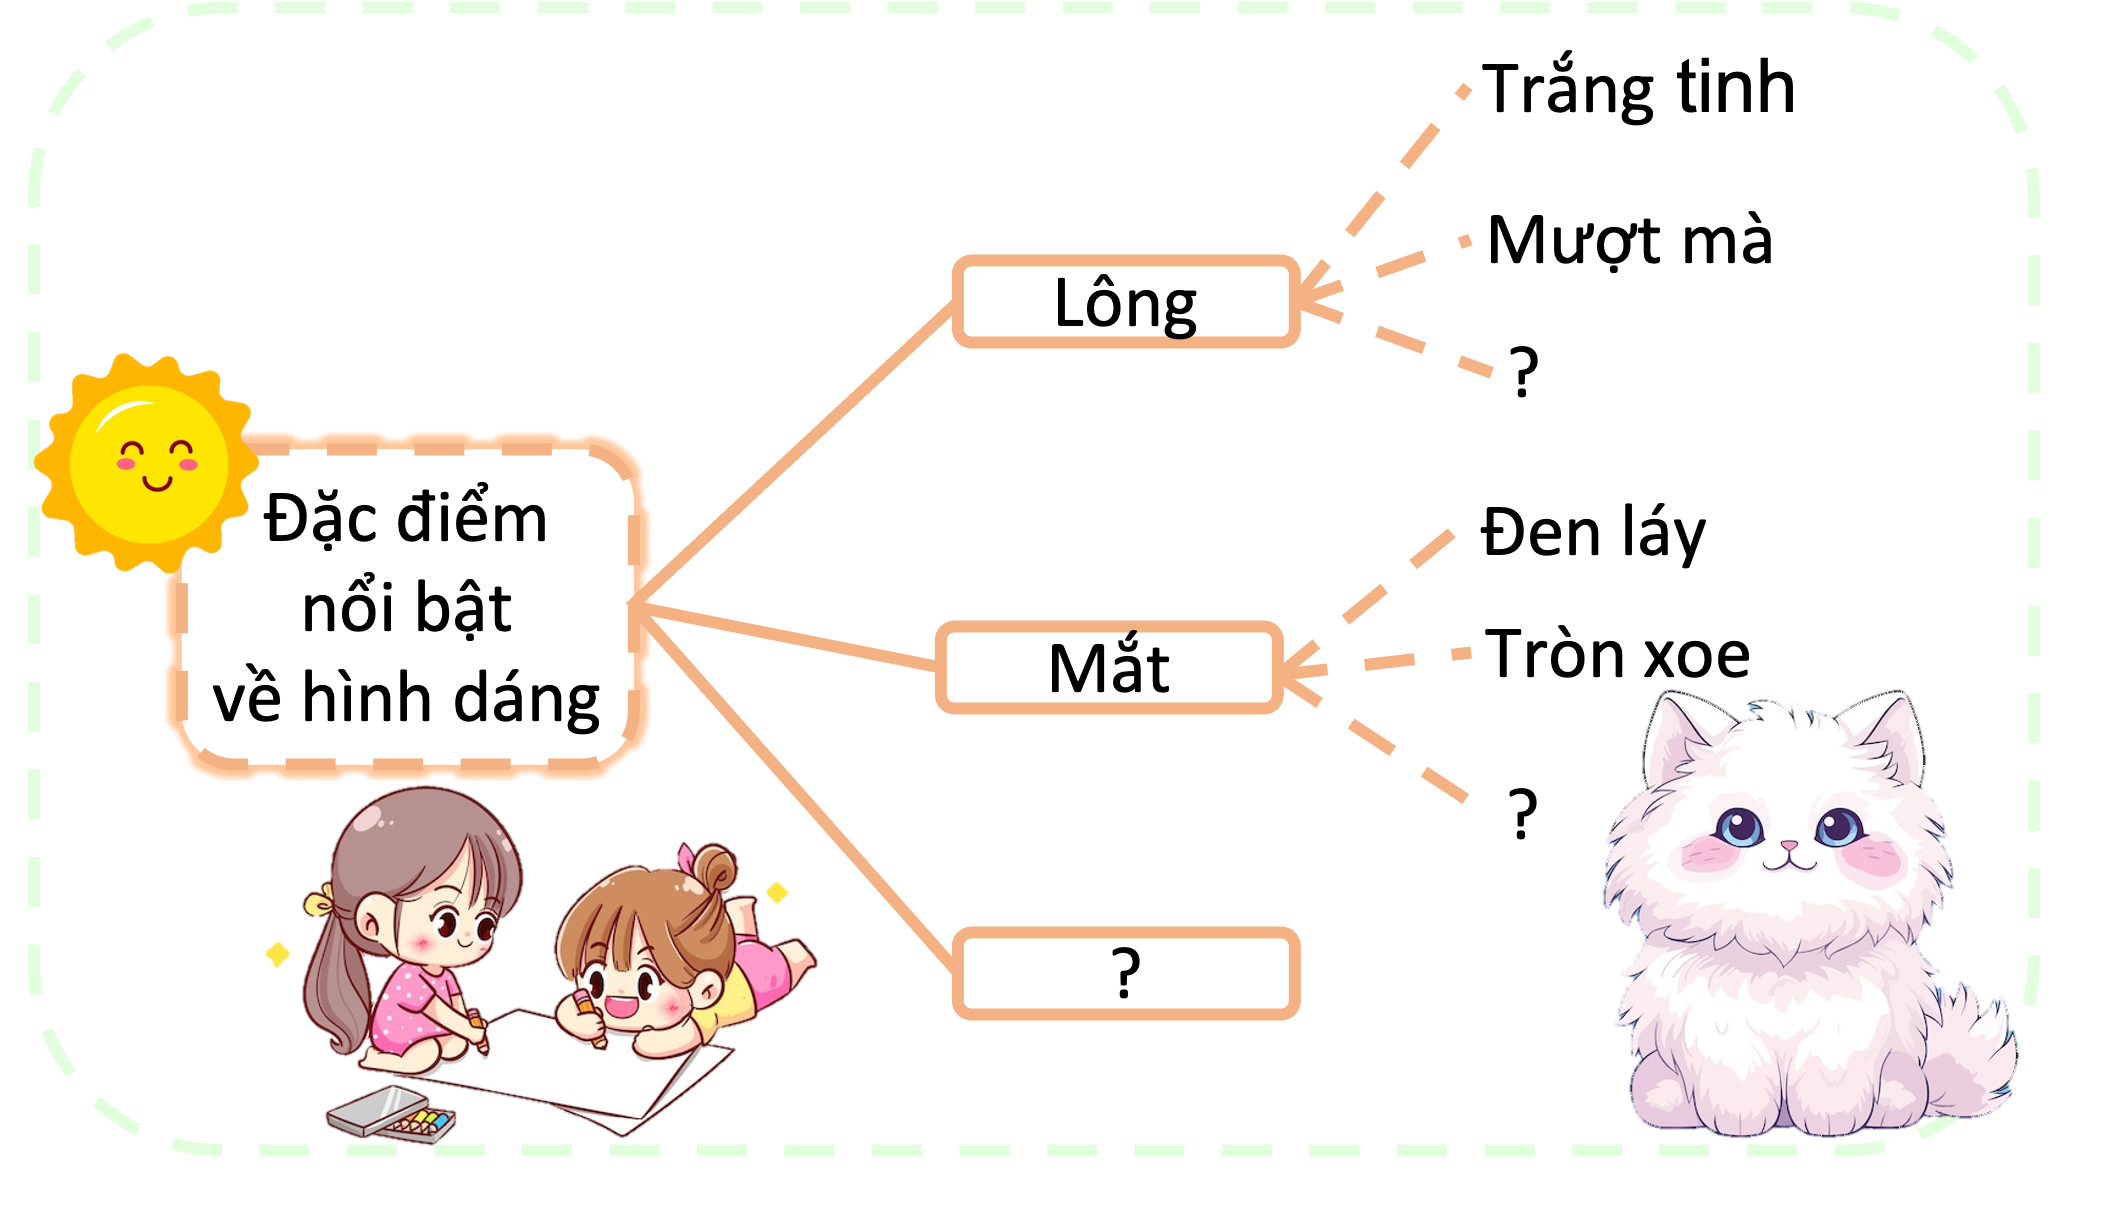 Đặc điểm
nổi bật
về hình dáng
Lông
Trắng tinh
Mượt mà
?
Mắt
Đen láy
Tròn xoe
?
?